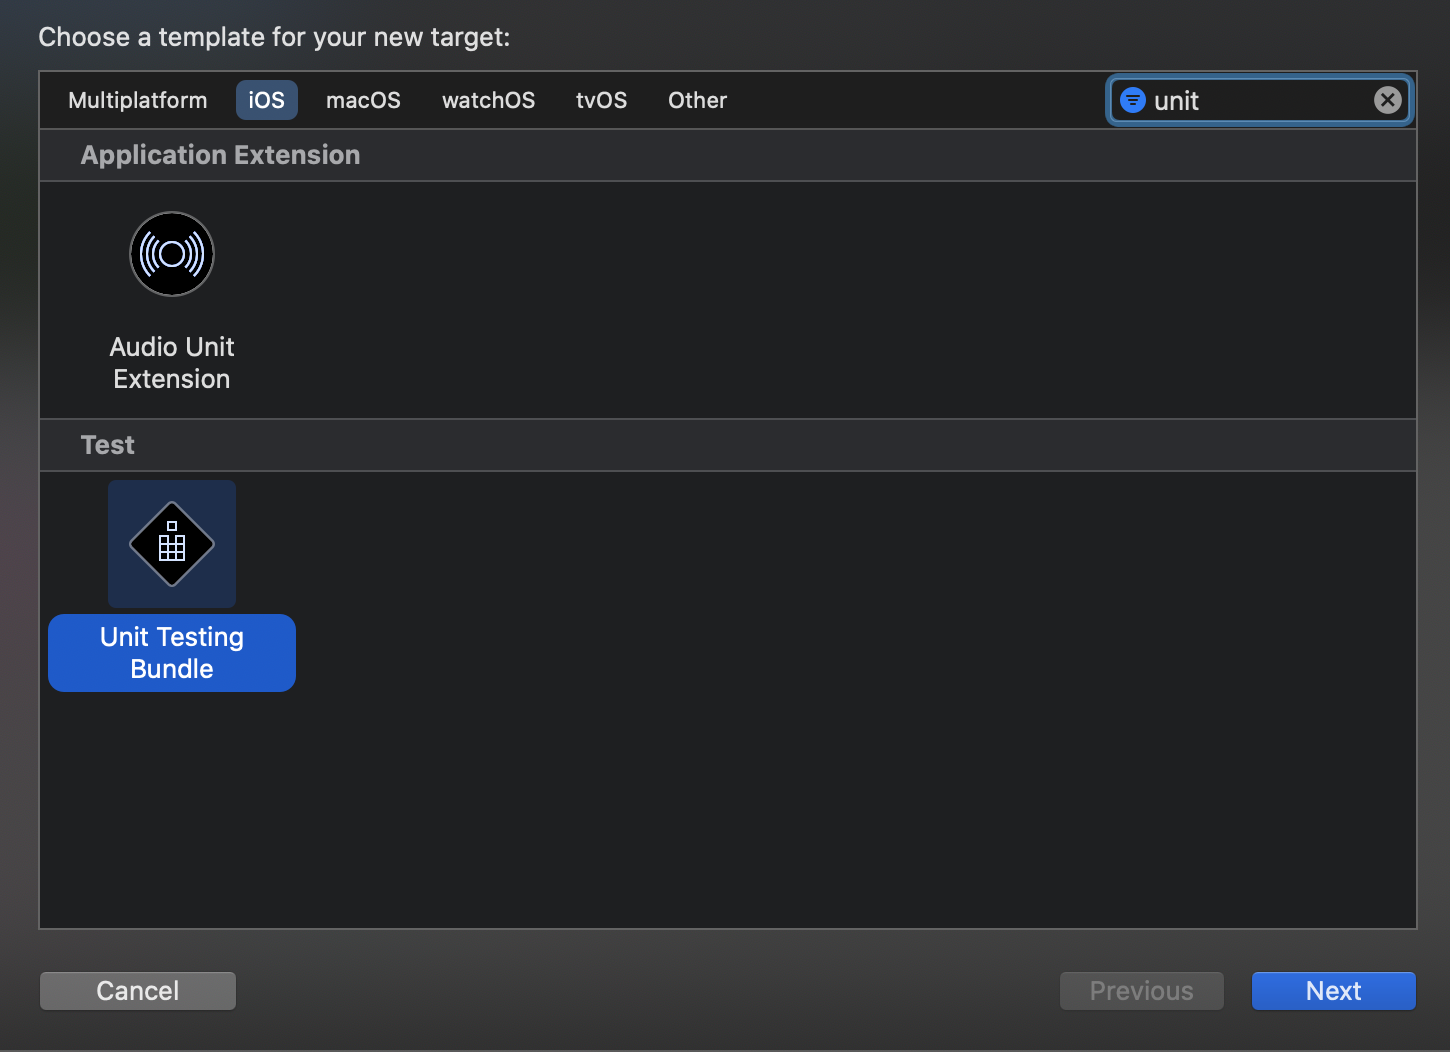 Choose a template for your new target:
Multiplatform iOS macOS watchOS tvOS Other unit
Application Extension
Audio Unit
Extension
Test
Unit Testing
Bundle
Cancel Previous Next